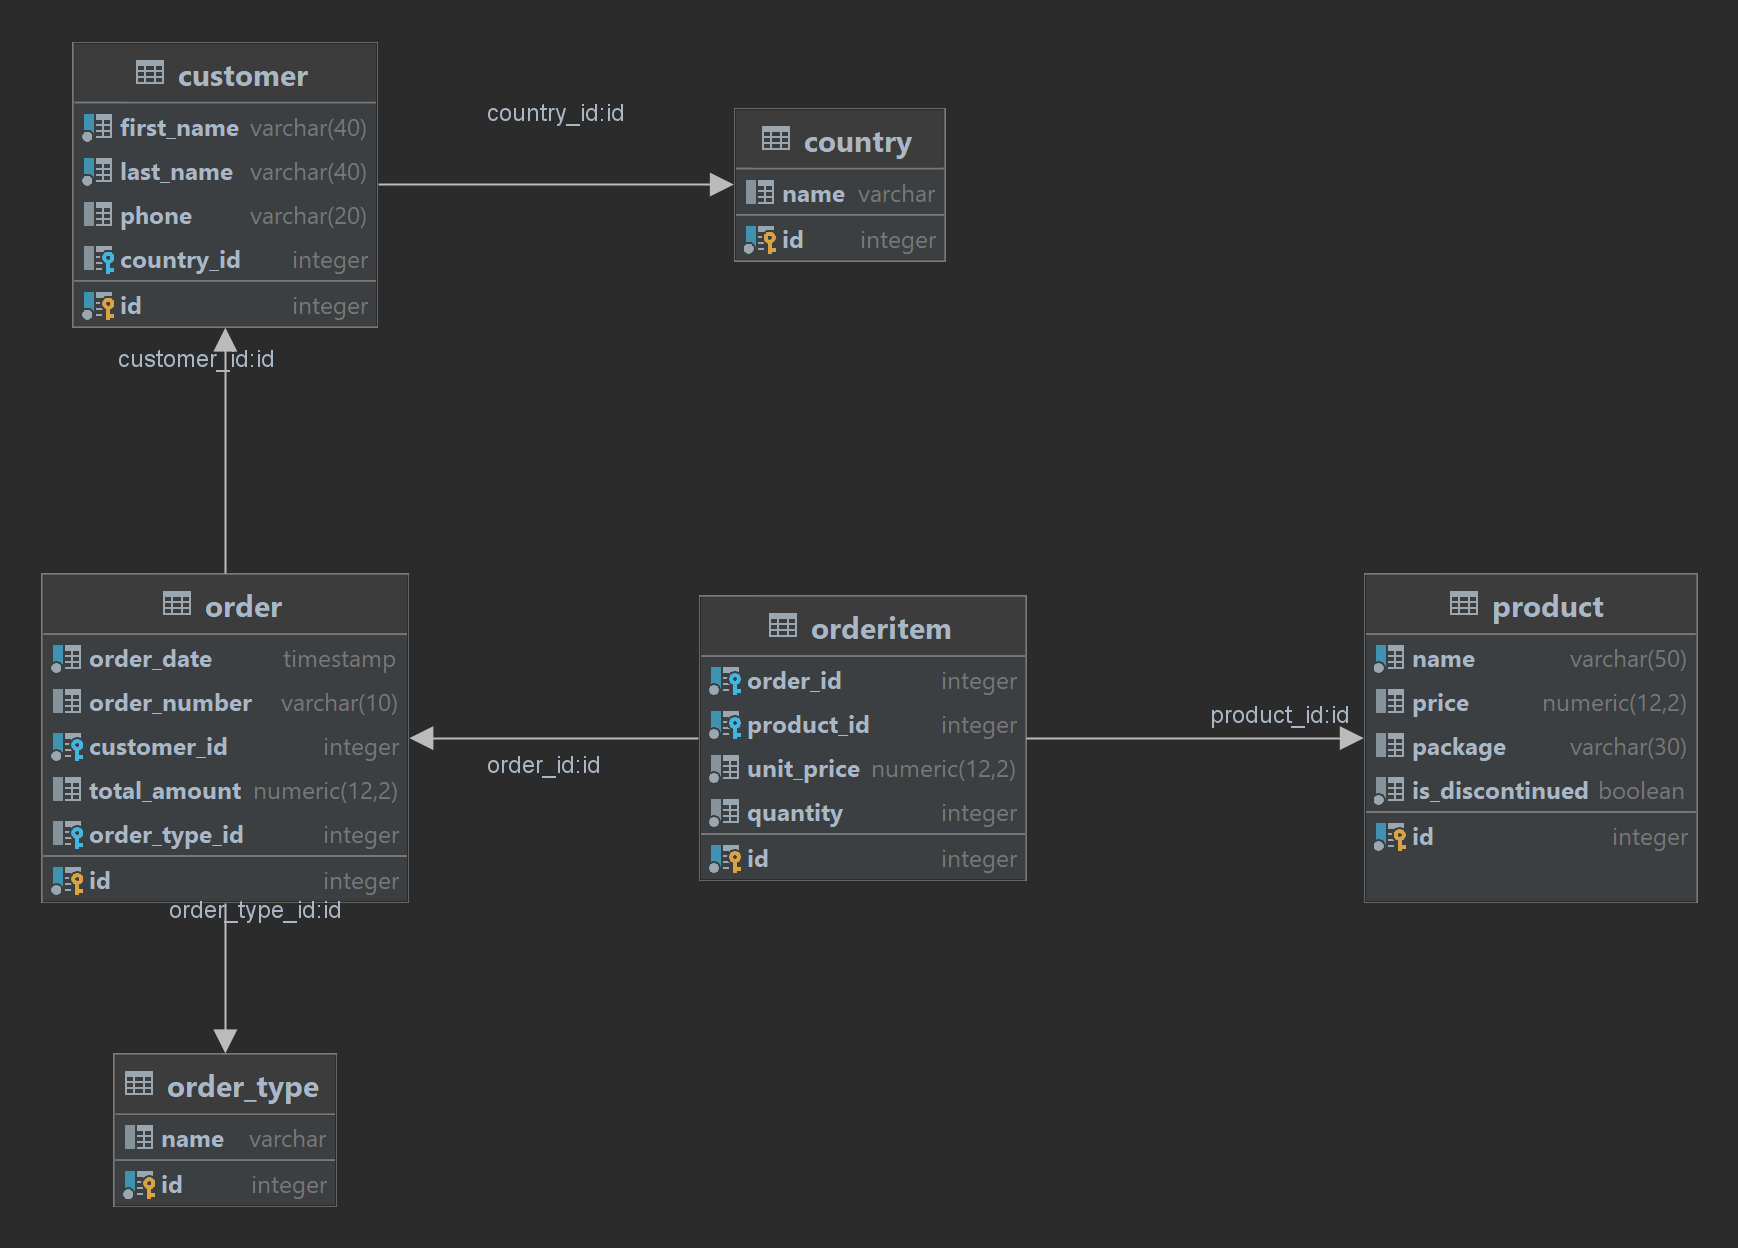 customer
first_name varchar(40)
last_name varchar(40)
phone varchar(20)
country_id integer
id integer
country_id:id
country
name varchar
id integer
customer_id:id
order
order_date timestamp
order_number varchar(10)
customer_id integer
total_amount numeric(12,2)
order_type_id integer
id integer
order_id:id
orderitem
order_id integer
product_id integer
unit_price numeric(12,2)
quantity integer
id integer
product_id:id
product
name varchar(50)
price numeric(12,2)
package varchar(30)
is_discontinued boolean
id integer
order_type_id:id
order_type
name varchar
id integer